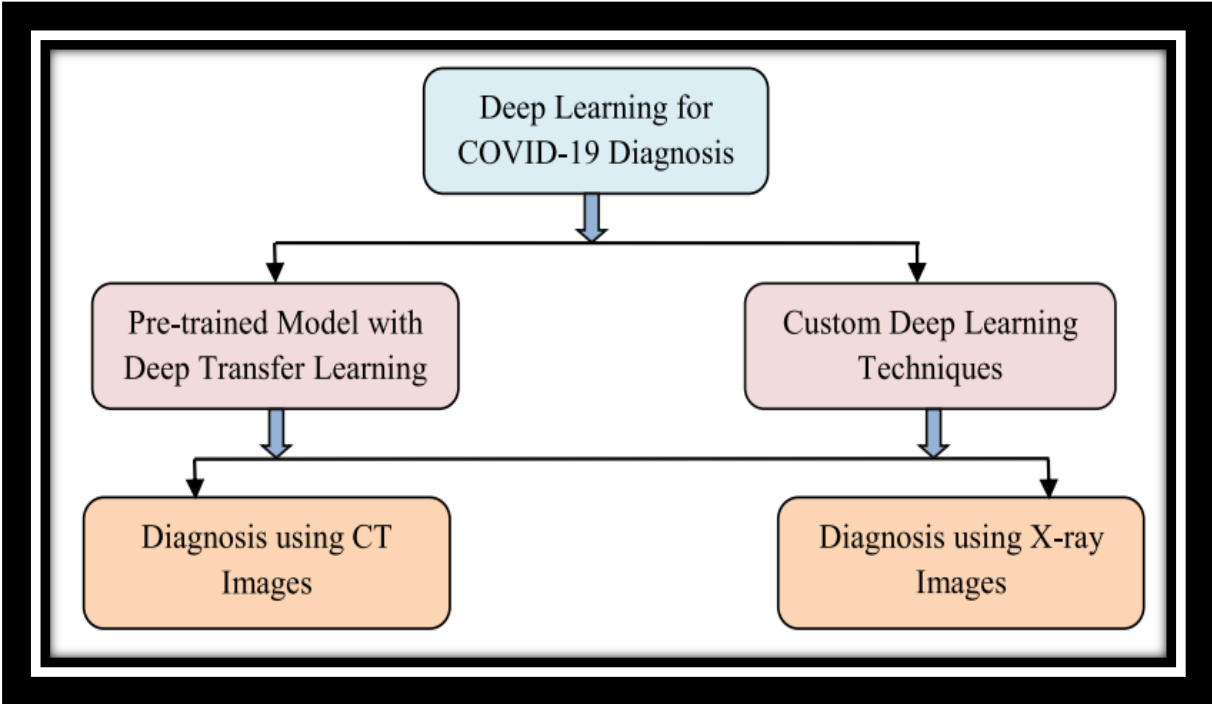 Deep Learning for
COVID-19 Diagnosis
Pre-trained Model with
Deep Transfer Learning
Custom Deep Learning
Techniques
Diagnosis using CT
Images
Diagnosis using X-ray
Images